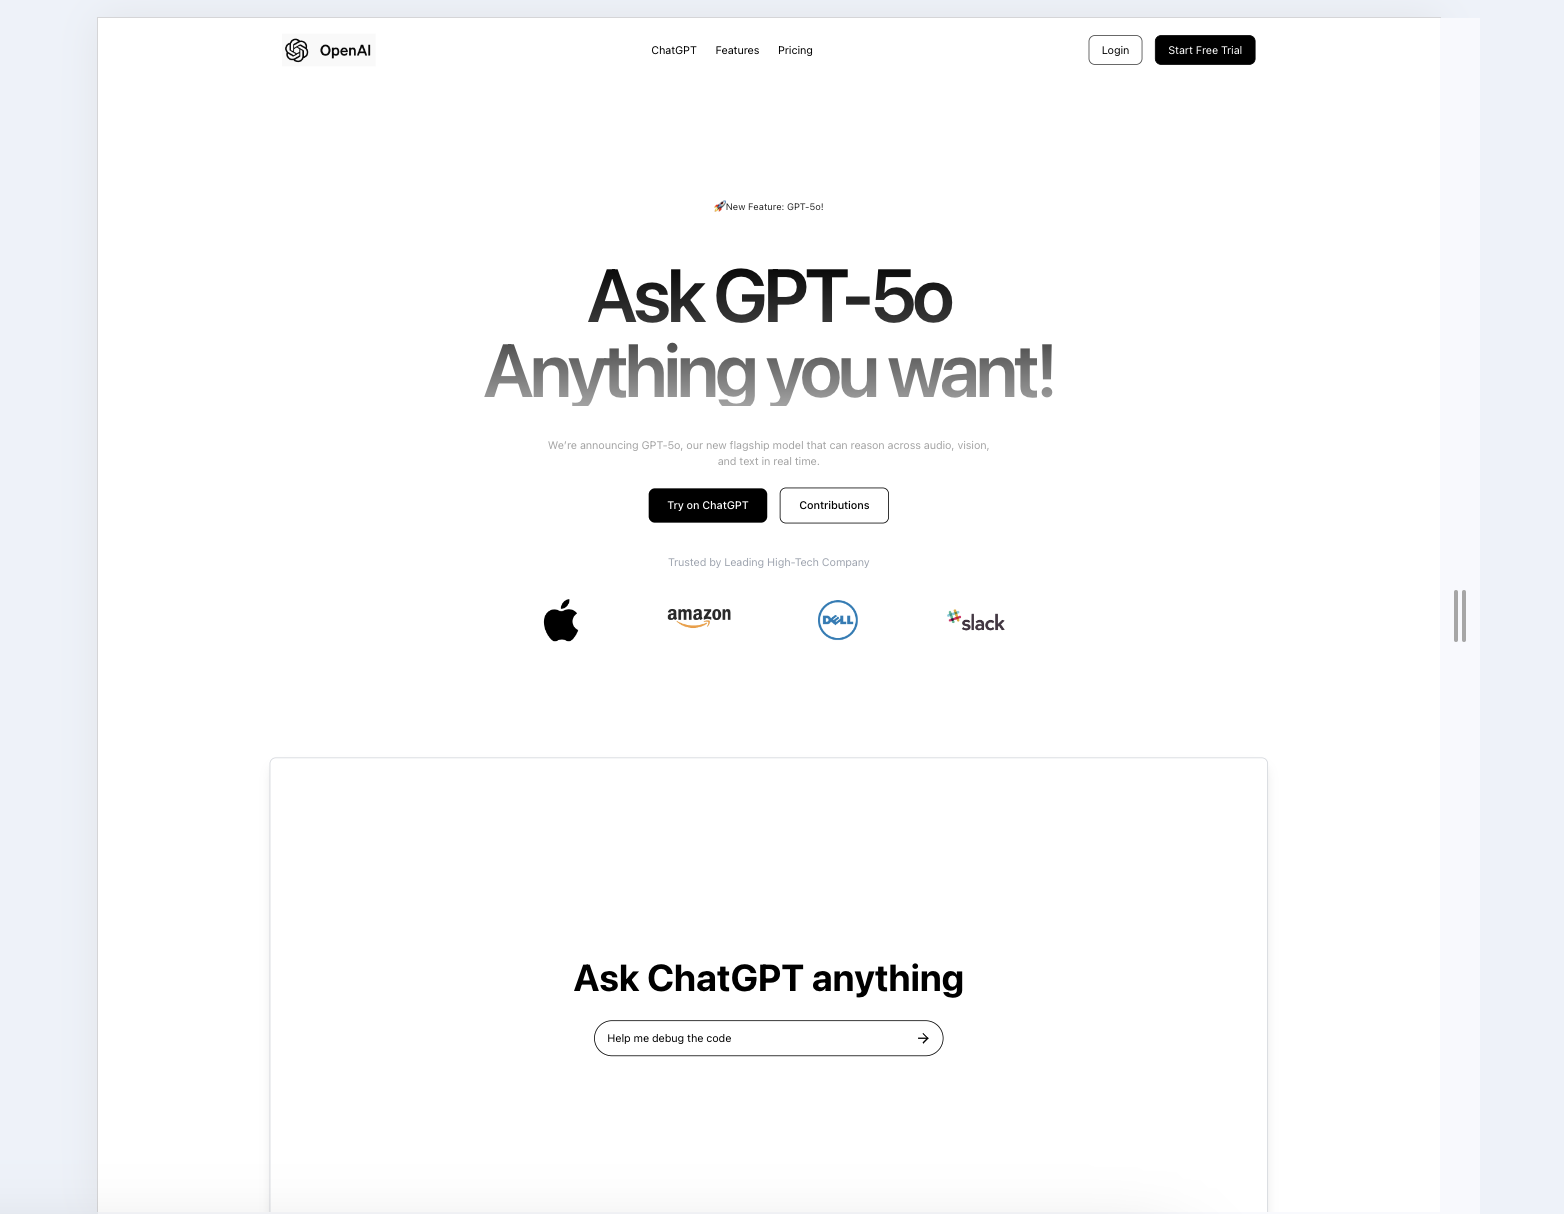 OpenAI
ChatGPT Features Pricing
Login
Start Free Trial
🚀New Feature: GPT-5o!
Ask GPT-5o
Anything you want!
We're announcing GPT-5o, our new flagship model that can reason across audio, vision,
and text in real time.
Try on ChatGPT
Contributions
Trusted by Leading High-Tech Company
amazon
DELL
slack
Ask ChatGPT anything
Help me debug the code